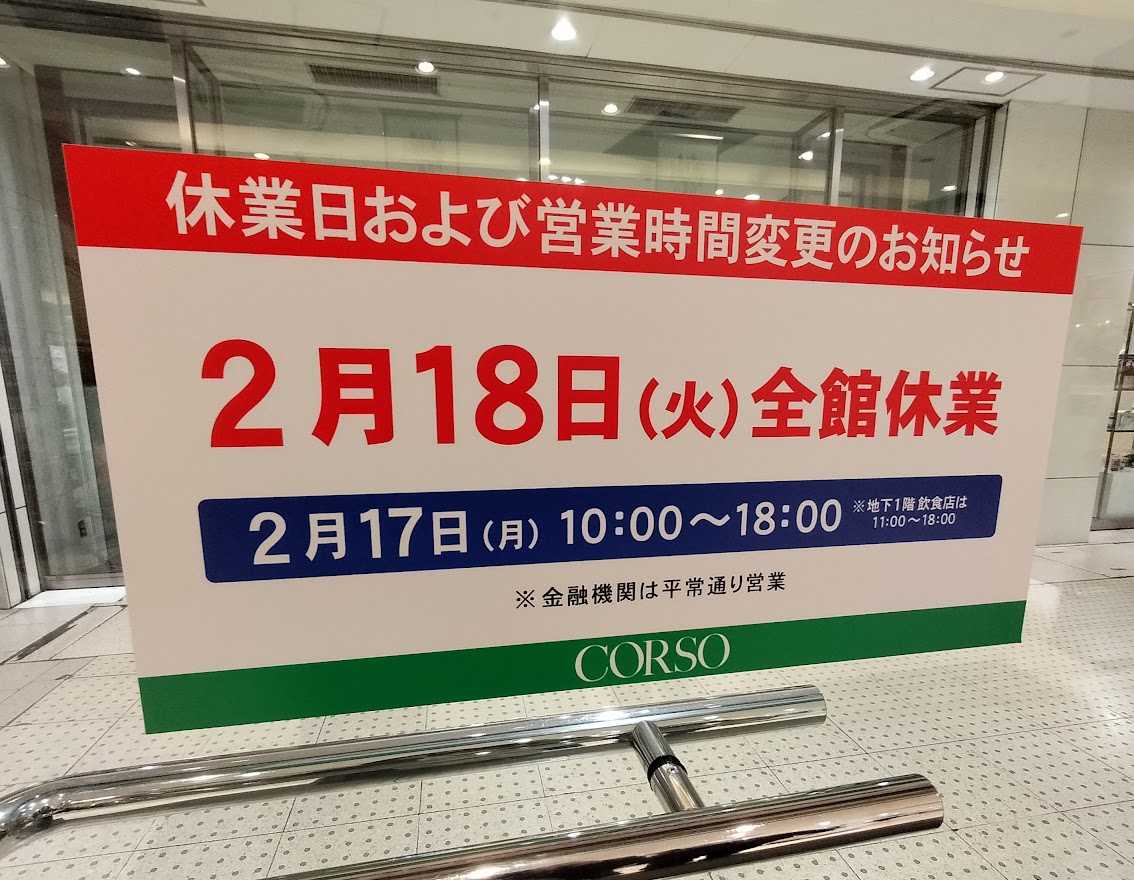 休業日および営業時間変更のお知らせ
2月18日(火)全館休業
2月17日(月) 10:00～18:00 ※地下1階 飲食店は
11:00～18:00
※金融機関は平常通り営業
CORSO